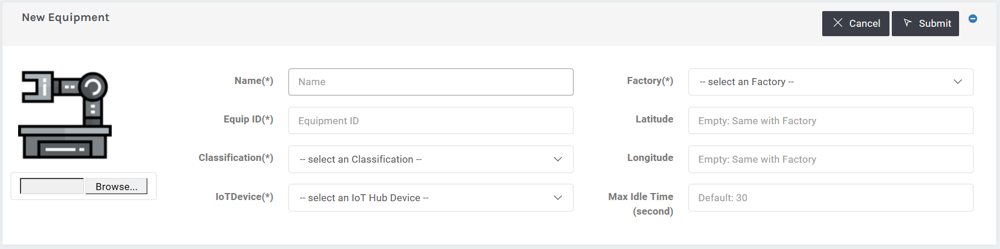 New Equipment
Cancel
Submit
Name(*)
Name
Factory(*)
-- select an Factory --
Equip ID(*)
Equipment ID
Latitude
Empty: Same with Factory
Classification(*)
-- select an Classification --
Longitude
Empty: Same with Factory
Browse...
IoTDevice(*)
-- select an IoT Hub Device --
Max Idle Time
(second)
Default: 30